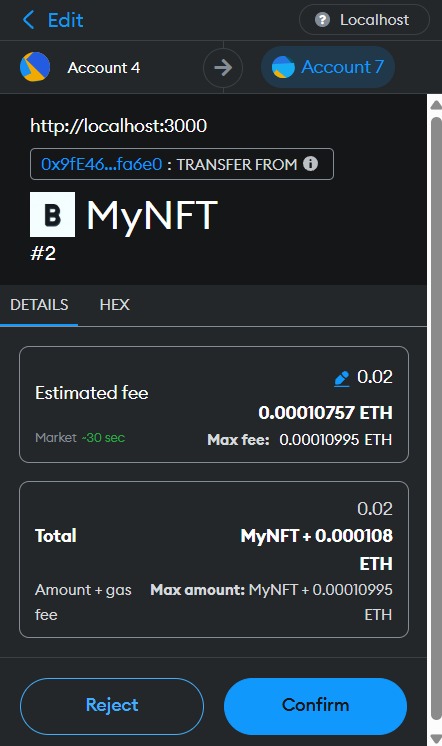 Edit
? Localhost
Account 4
Account 7
http://localhost:3000
0x9fE46...fa6e0 : TRANSFER FROM
B MyNFT
#2
DETAILS HEX
0.02
Estimated fee
0.00010757 ETH
Market ~30 sec Max fee: 0.00010995 ETH
0.02
Total MyNFT + 0.000108
ETH
Amount + gas Max amount: MyNFT + 0.00010995
fee ETH
Reject Confirm